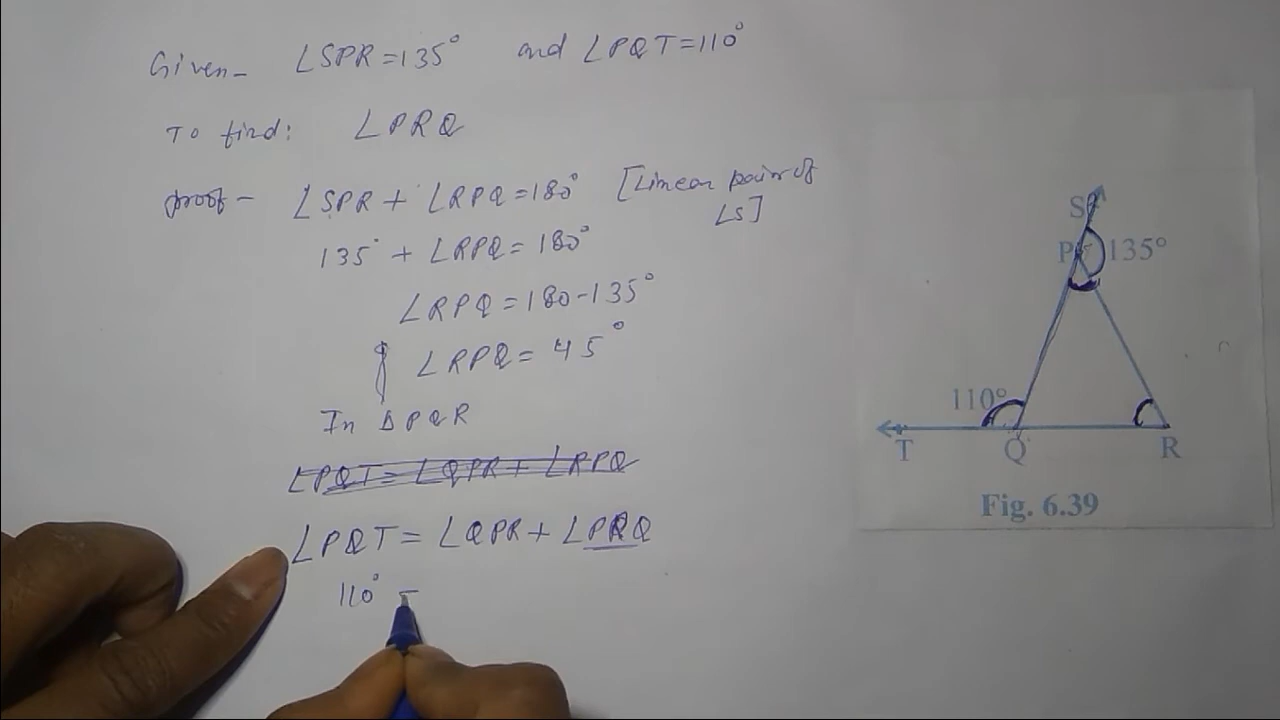 Given- ∠SPR = 135° and ∠PQT = 110°
To find: ∠PRQ
proof - ∠SPR + ∠RPQ = 180° [Linear pair of
∠s]
135° + ∠RPQ = 180°
∠RPQ = 180 - 135°
∠RPQ = 45°
In Δ PQR
∠PQT = ∠QPR + ∠RPQ
∠PQT = ∠QPR + ∠PRQ
110° =
S
P 135°
110°
T Q R
Fig. 6.39